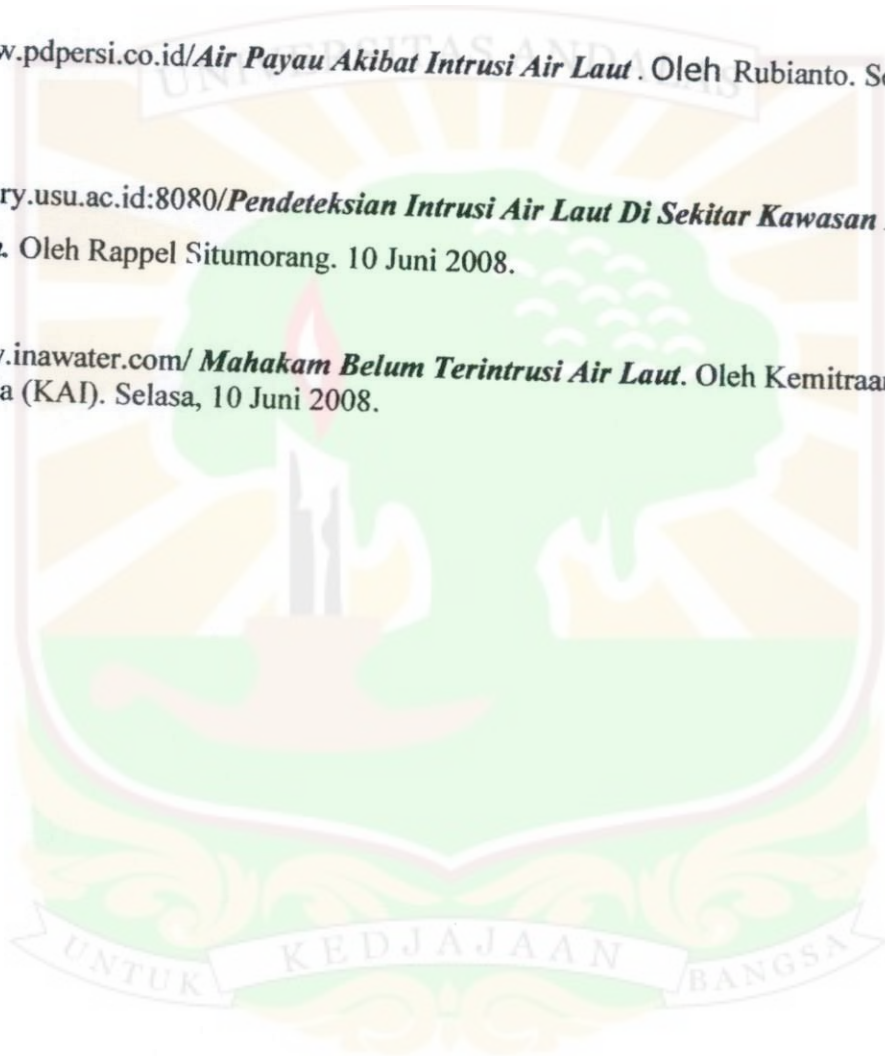 UNIVERSITAS ANDALAS
w.pdpersi.co.id/Air Payau Akibat Intrusi Air Laut . Oleh Rubianto. Se
ry.usu.ac.id:8080/Pendeteksian Intrusi Air Laut Di Sekitar Kawasan
. Oleh Rappel Situmorang. 10 Juni 2008.
.inawater.com/ Mahakam Belum Terintrusi Air Laut. Oleh Kemitraan
a (KAI). Selasa, 10 Juni 2008.
UNTUK KEDJAJAAN BANGSA